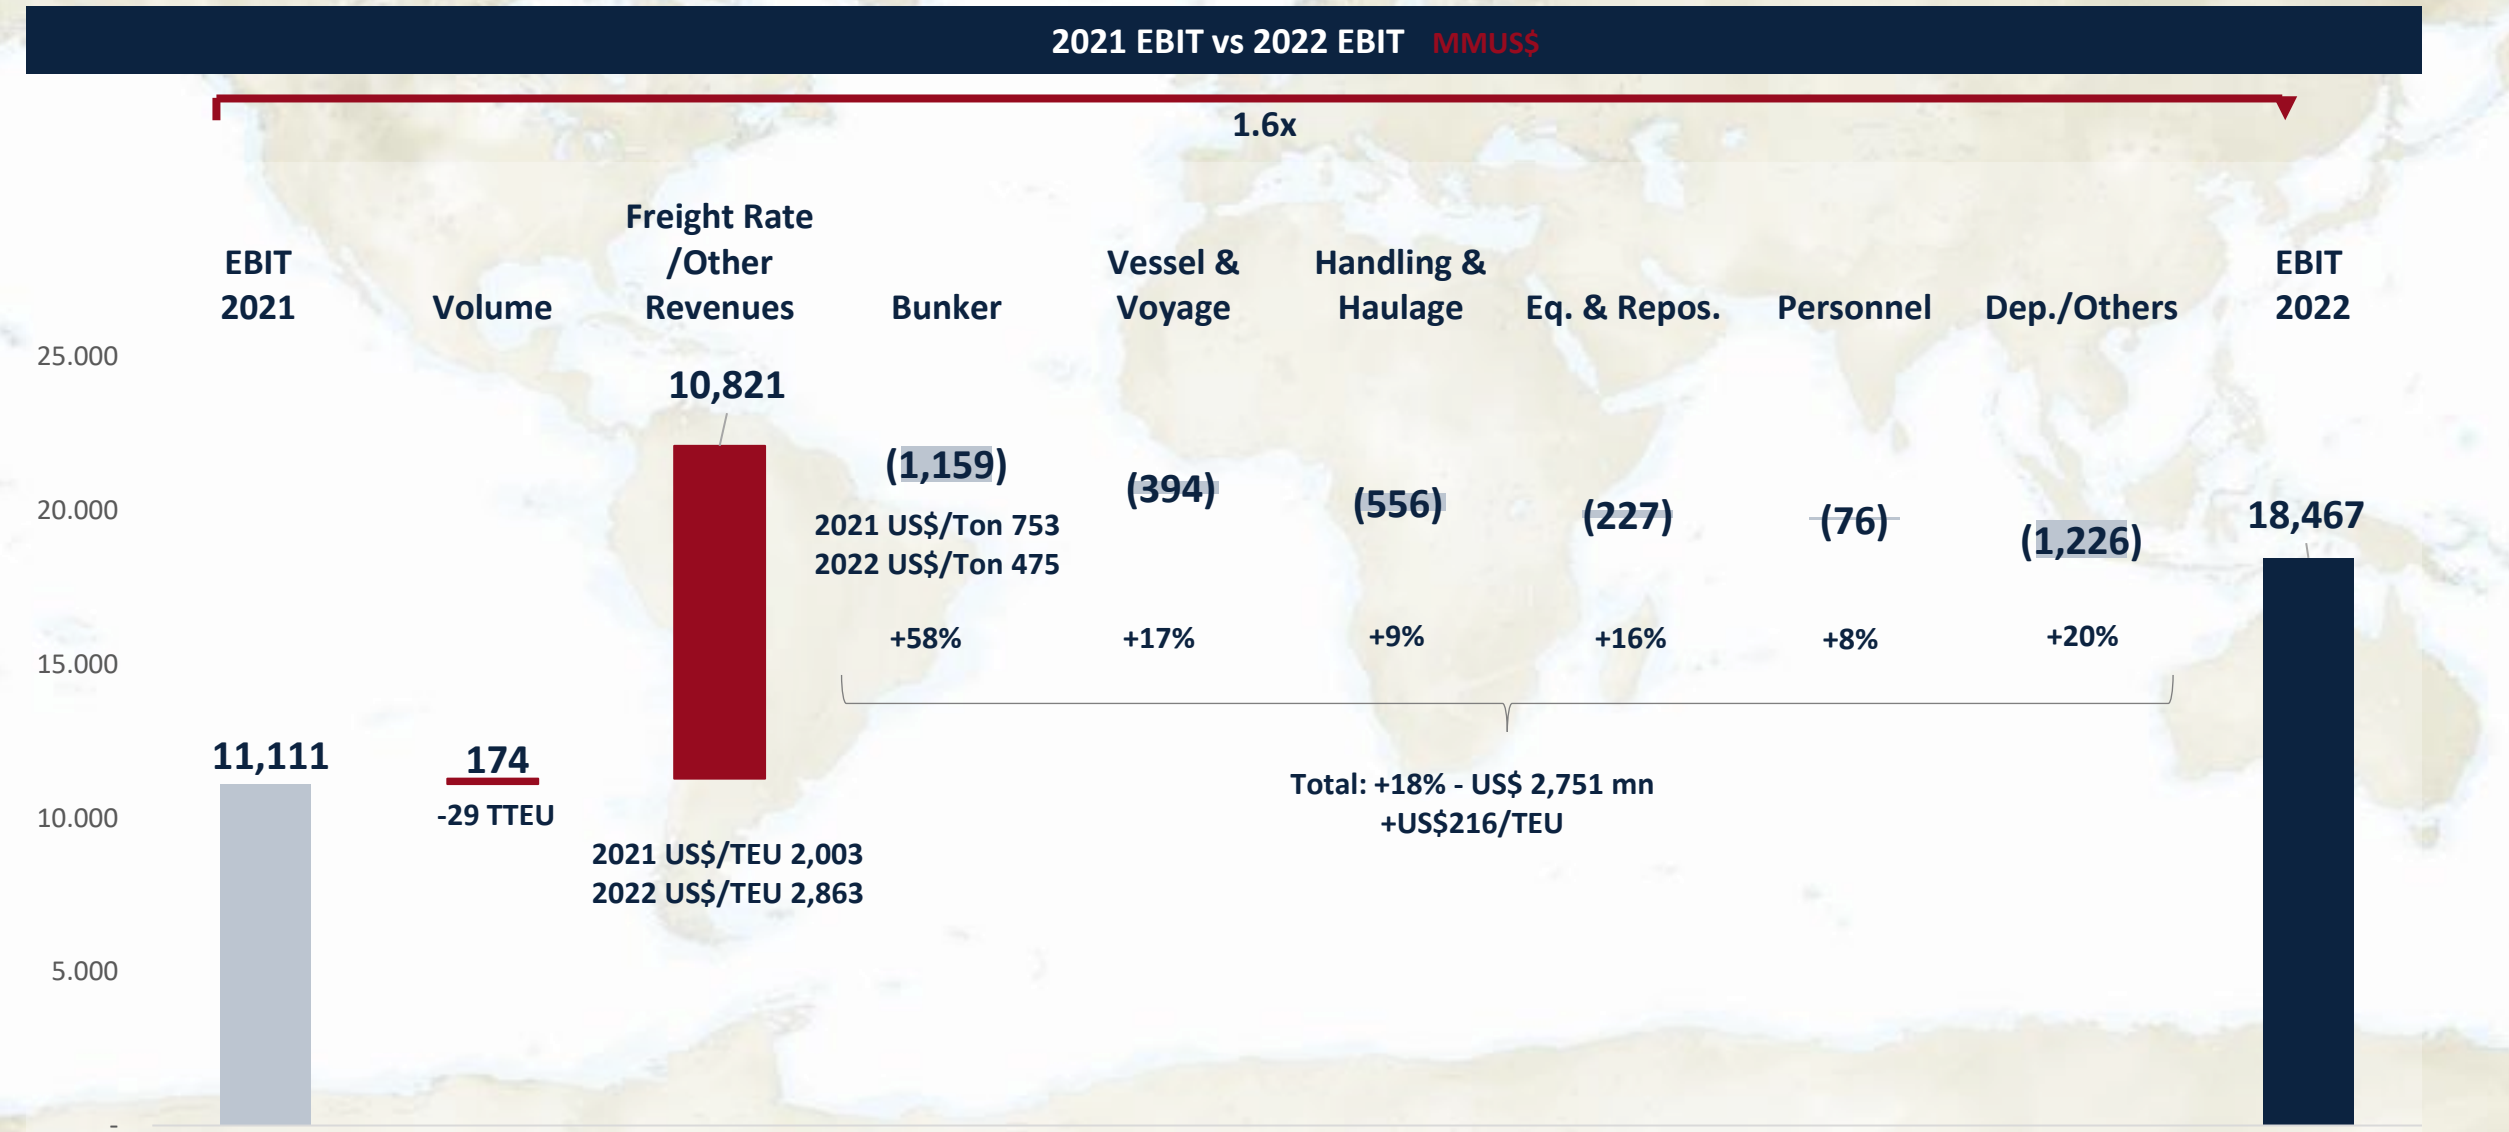 2021 EBIT vs 2022 EBIT MMUS$
1.6x
EBIT
2021
Volume
Freight Rate
/Other
Revenues
Bunker
Vessel &
Voyage
Handling &
Haulage
Eq. & Repos.
Personnel
Dep./Others
EBIT
2022
25.000
20.000
15.000
10.000
5.000
-
11,111
174
-29 TTEU
10,821
2021 US$/TEU 2,003
2022 US$/TEU 2,863
(1,159)
2021 US$/Ton 753
2022 US$/Ton 475
+58%
(394)
+17%
(556)
+9%
(227)
+16%
(76)
+8%
(1,226)
+20%
18,467
Total: +18% - US$ 2,751 mn
+US$216/TEU